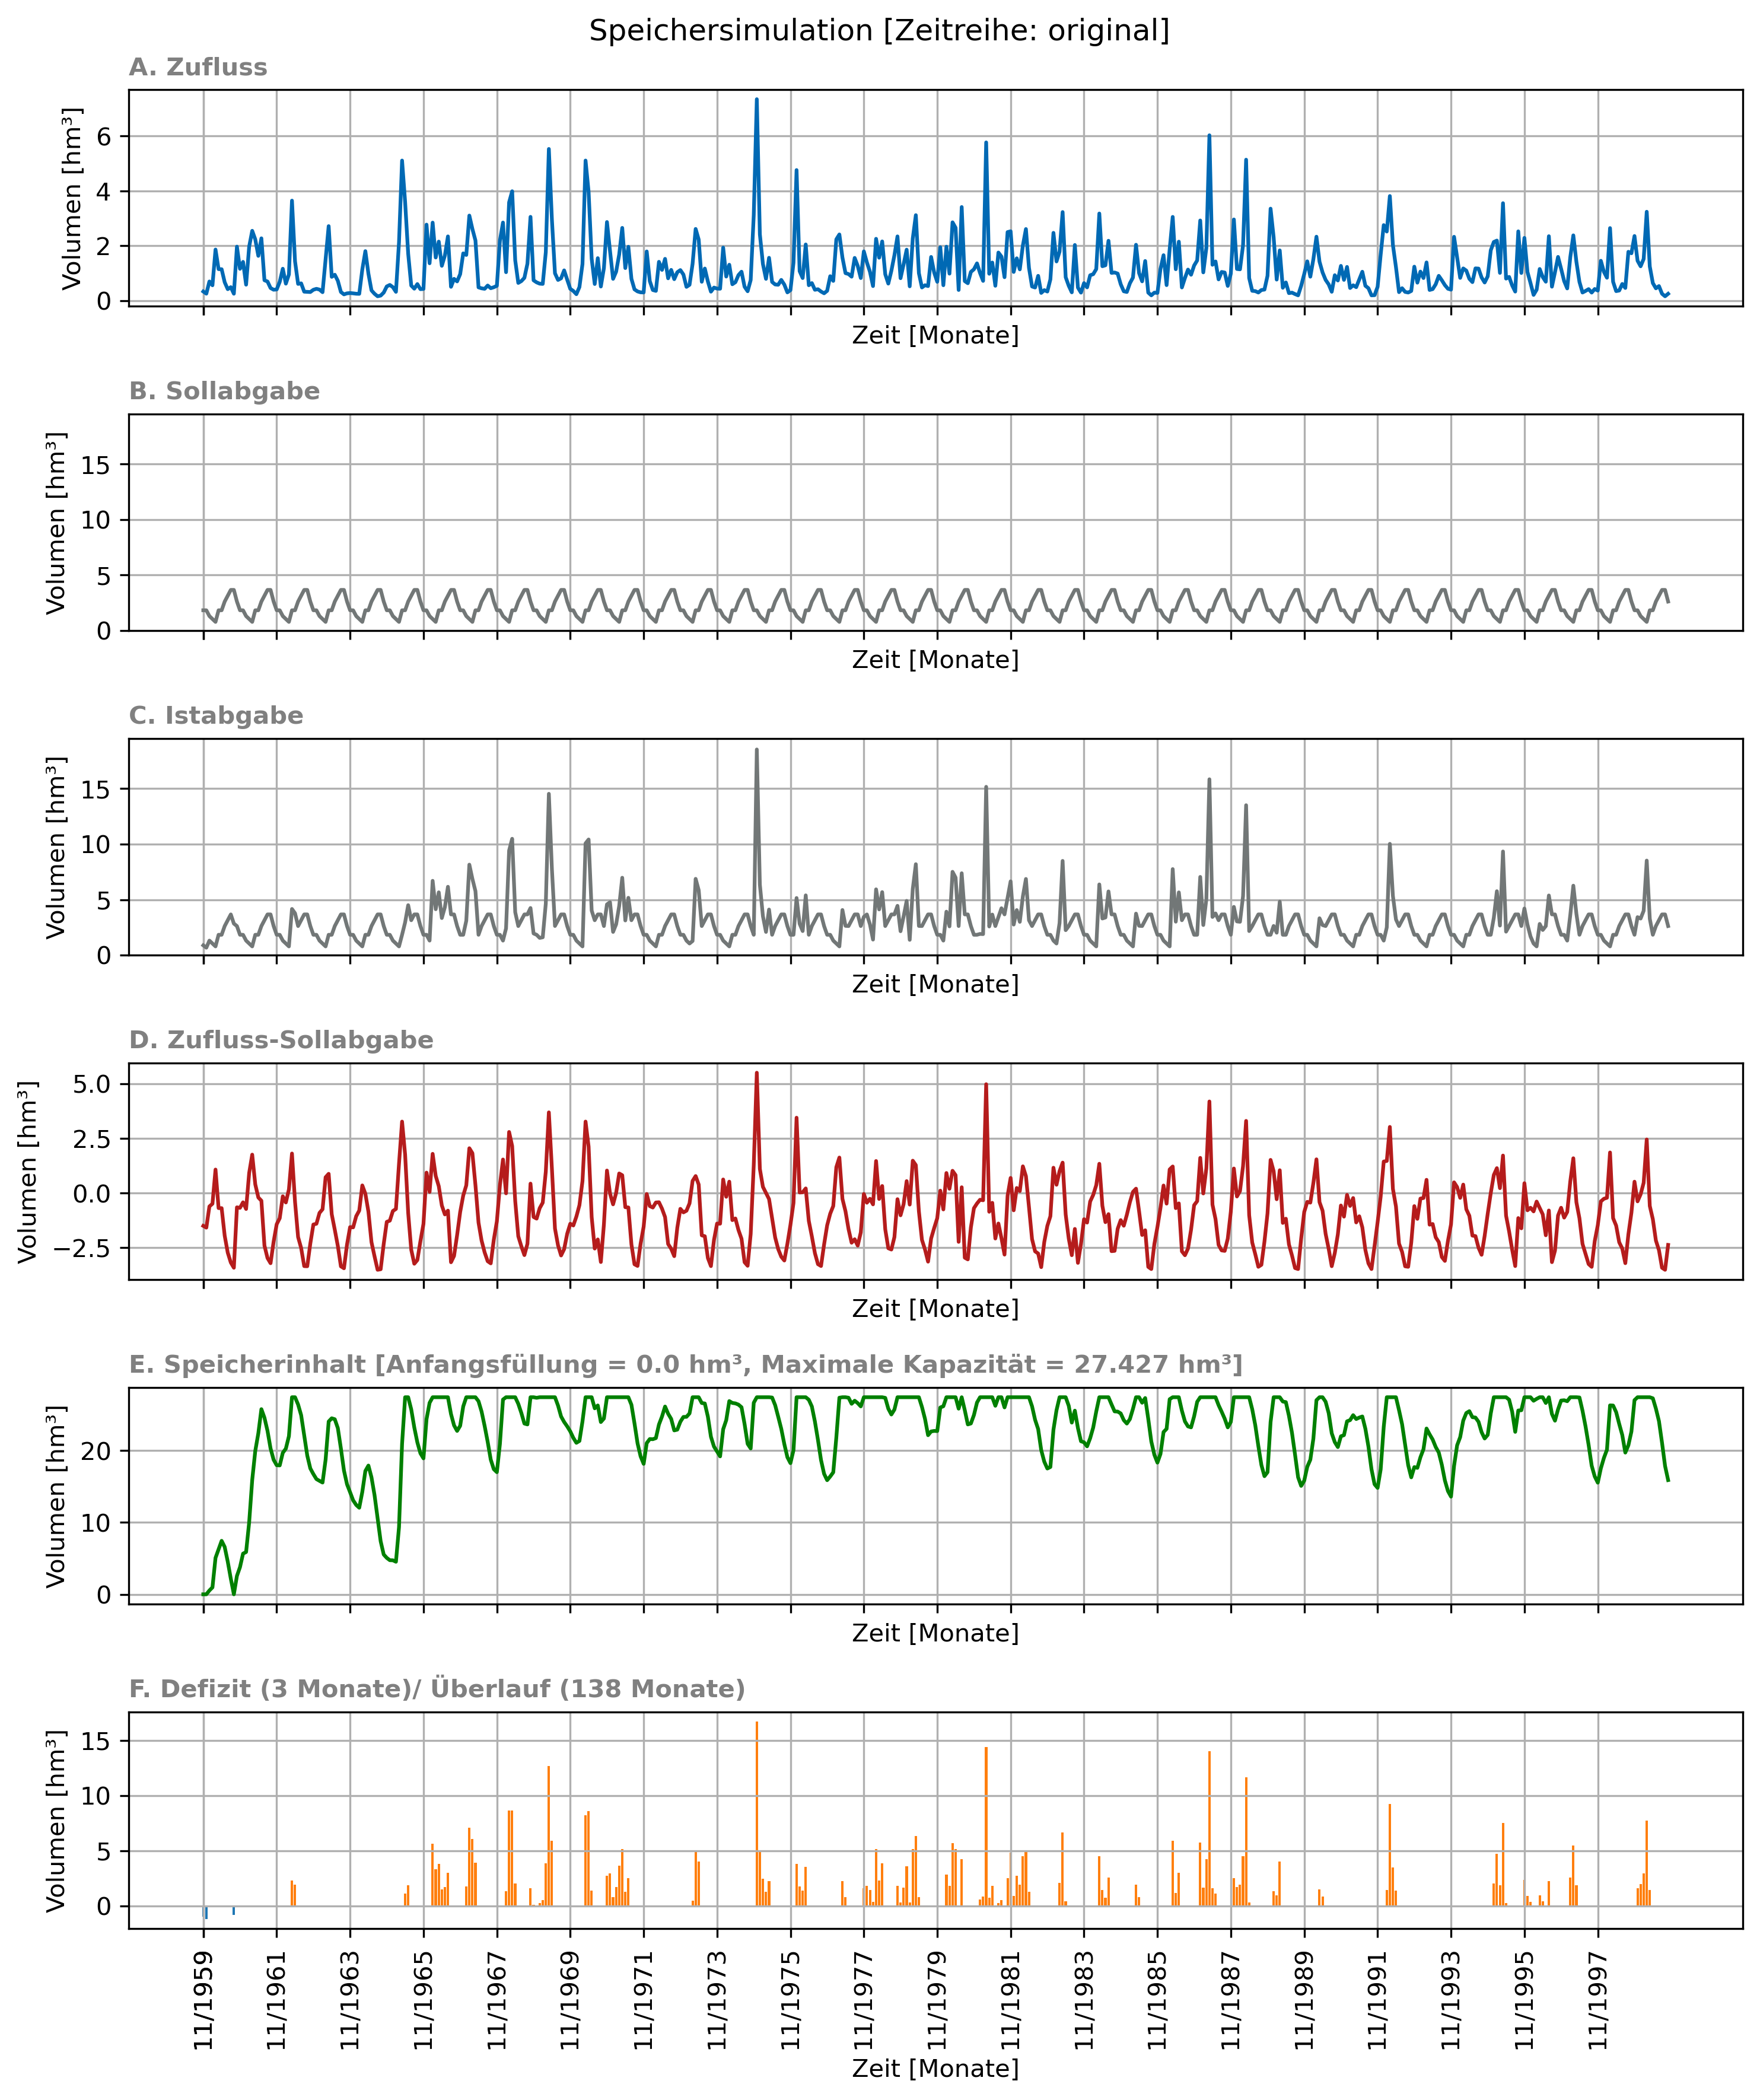 Speichersimulation [Zeitreihe: original]
A. Zufluss
Volumen [hm³]
6
4
2
0
Zeit [Monate]
B. Sollabgabe
Volumen [hm³]
15
10
5
0
Zeit [Monate]
C. Istabgabe
Volumen [hm³]
15
10
5
0
Zeit [Monate]
D. Zufluss-Sollabgabe
Volumen [hm³]
5.0
2.5
0.0
−2.5
Zeit [Monate]
E. Speicherinhalt [Anfangsfüllung = 0.0 hm³, Maximale Kapazität = 27.427 hm³]
Volumen [hm³]
20
10
0
Zeit [Monate]
F. Defizit (3 Monate)/ Überlauf (138 Monate)
Volumen [hm³]
15
10
5
0
11/1959
11/1961
11/1963
11/1965
11/1967
11/1969
11/1971
11/1973
11/1975
11/1977
11/1979
11/1981
11/1983
11/1985
11/1987
11/1989
11/1991
11/1993
11/1995
11/1997
Zeit [Monate]